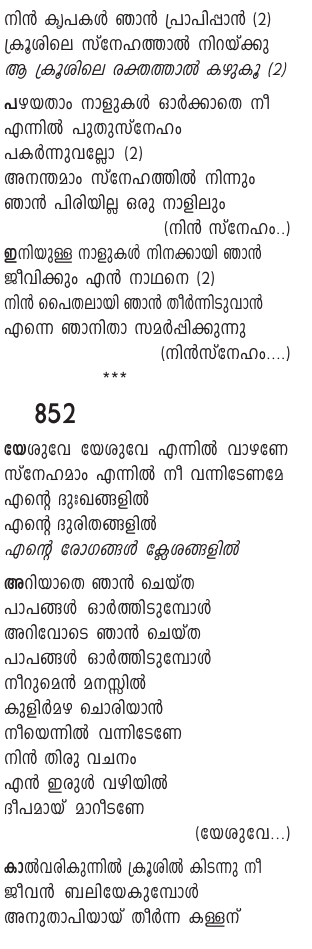 നിൻ കൃപകൾ ഞാൻ പ്രാപിപ്പാൻ (2)
ക്രൂശിലെ സ്നേഹത്താൽ നിറയ്ക്കു
ആ ക്രൂശിലെ രക്തത്താൽ കഴുകൂ (2)
പഴയതാം നാളുകൾ ഓർക്കാതെ നീ
എന്നിൽ പുതുസ്നേഹം
പകർന്നുവല്ലോ (2)
അനന്തമാം സ്നേഹത്തിൽ നിന്നും
ഞാൻ പിരിയില്ല ഒരു നാളിലും
(നിൻ സ്നേഹം..)
ഇനിയുള്ള നാളുകൾ നിനക്കായി ഞാൻ
ജീവിക്കും എൻ നാഥനെ (2)
നിൻ പൈതലായി ഞാൻ തീർന്നിടുവാൻ
എന്നെ ഞാനിതാ സമർപ്പിക്കുന്നു
(നിൻസ്നേഹം....)
***
852
യേശുവേ യേശുവേ എന്നിൽ വാഴണേ
സ്നേഹമാം എന്നിൽ നീ വന്നിടേണമേ
എന്റെ ദുഃഖങ്ങളിൽ
എന്റെ ദുരിതങ്ങളിൽ
എന്റെ രോഗങ്ങൾ ക്ലേശങ്ങളിൽ
അറിയാതെ ഞാൻ ചെയ്ത
പാപങ്ങൾ ഓർത്തിടുമ്പോൾ
അറിവോടെ ഞാൻ ചെയ്ത
പാപങ്ങൾ ഓർത്തിടുമ്പോൾ
നീറുമെൻ മനസ്സിൽ
കുളിർമഴ ചൊരിയാൻ
നീയെന്നിൽ വന്നിടേണേ
നിൻ തിരു വചനം
എൻ ഇരുൾ വഴിയിൽ
ദീപമായ് മാറീടണേ
(യേശുവേ...)
കാൽവരികുന്നിൽ ക്രൂശിൽ കിടന്നു നീ
ജീവൻ ബലിയേകുമ്പോൾ
അനുതാപിയായ് തീർന്ന കള്ളന്